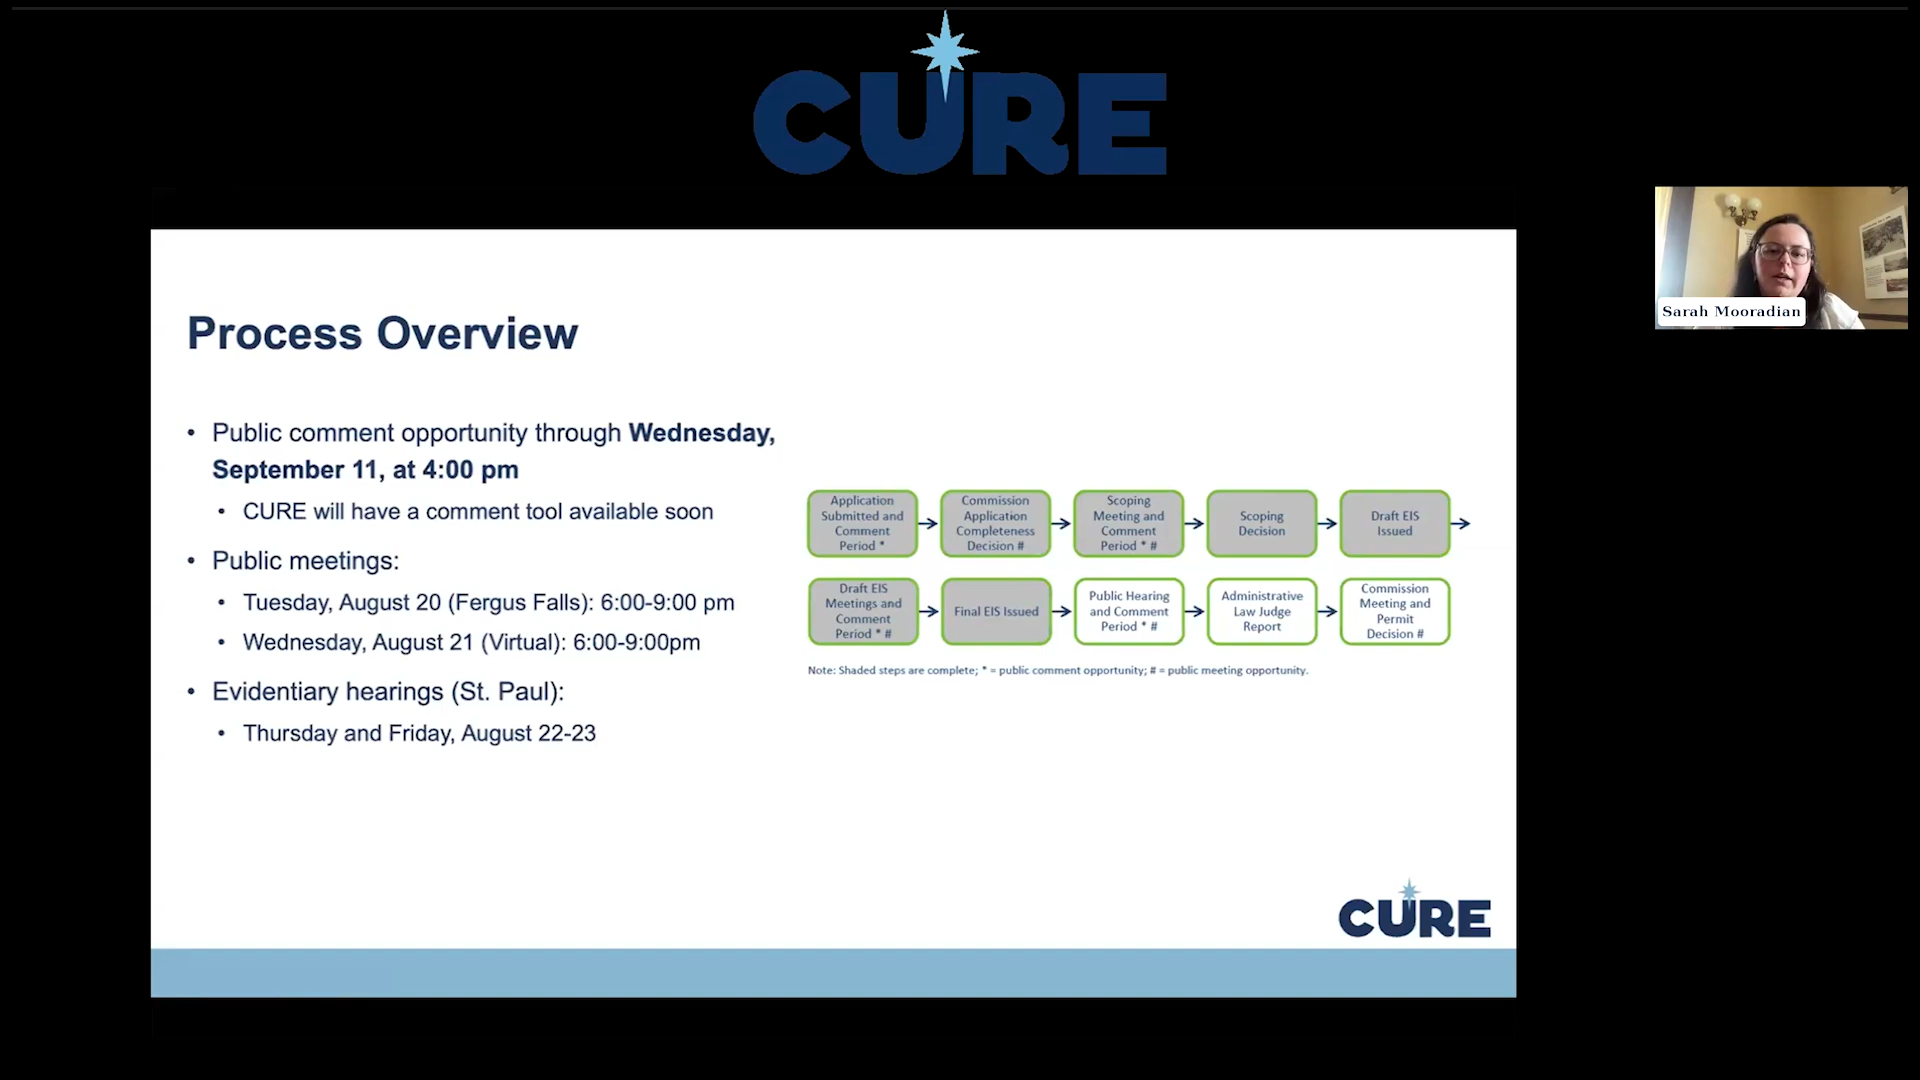 CURE
Sarah Mooradian
Process Overview
• Public comment opportunity through Wednesday,
September 11, at 4:00 pm
• CURE will have a comment tool available soon
• Public meetings:
• Tuesday, August 20 (Fergus Falls): 6:00-9:00 pm
• Wednesday, August 21 (Virtual): 6:00-9:00pm
• Evidentiary hearings (St. Paul):
• Thursday and Friday, August 22-23
Application
Submitted and
Comment
Period *
Commission
Application
Completeness
Decision #
Scoping
Meeting and
Comment
Period * #
Scoping
Decision
Draft EIS
Issued
Draft EIS
Meetings and
Comment
Period * #
Final EIS Issued
Public Hearing
and Comment
Period * #
Administrative
Law Judge
Report
Commission
Meeting and
Permit
Decision #
Note: Shaded steps are complete; * = public comment opportunity; # = public meeting opportunity.
CURE